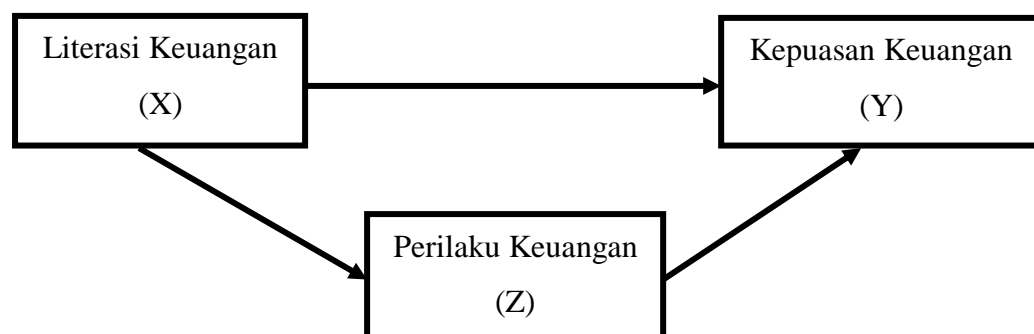 Literasi Keuangan
(X)
Kepuasan Keuangan
(Y)
Perilaku Keuangan
(Z)